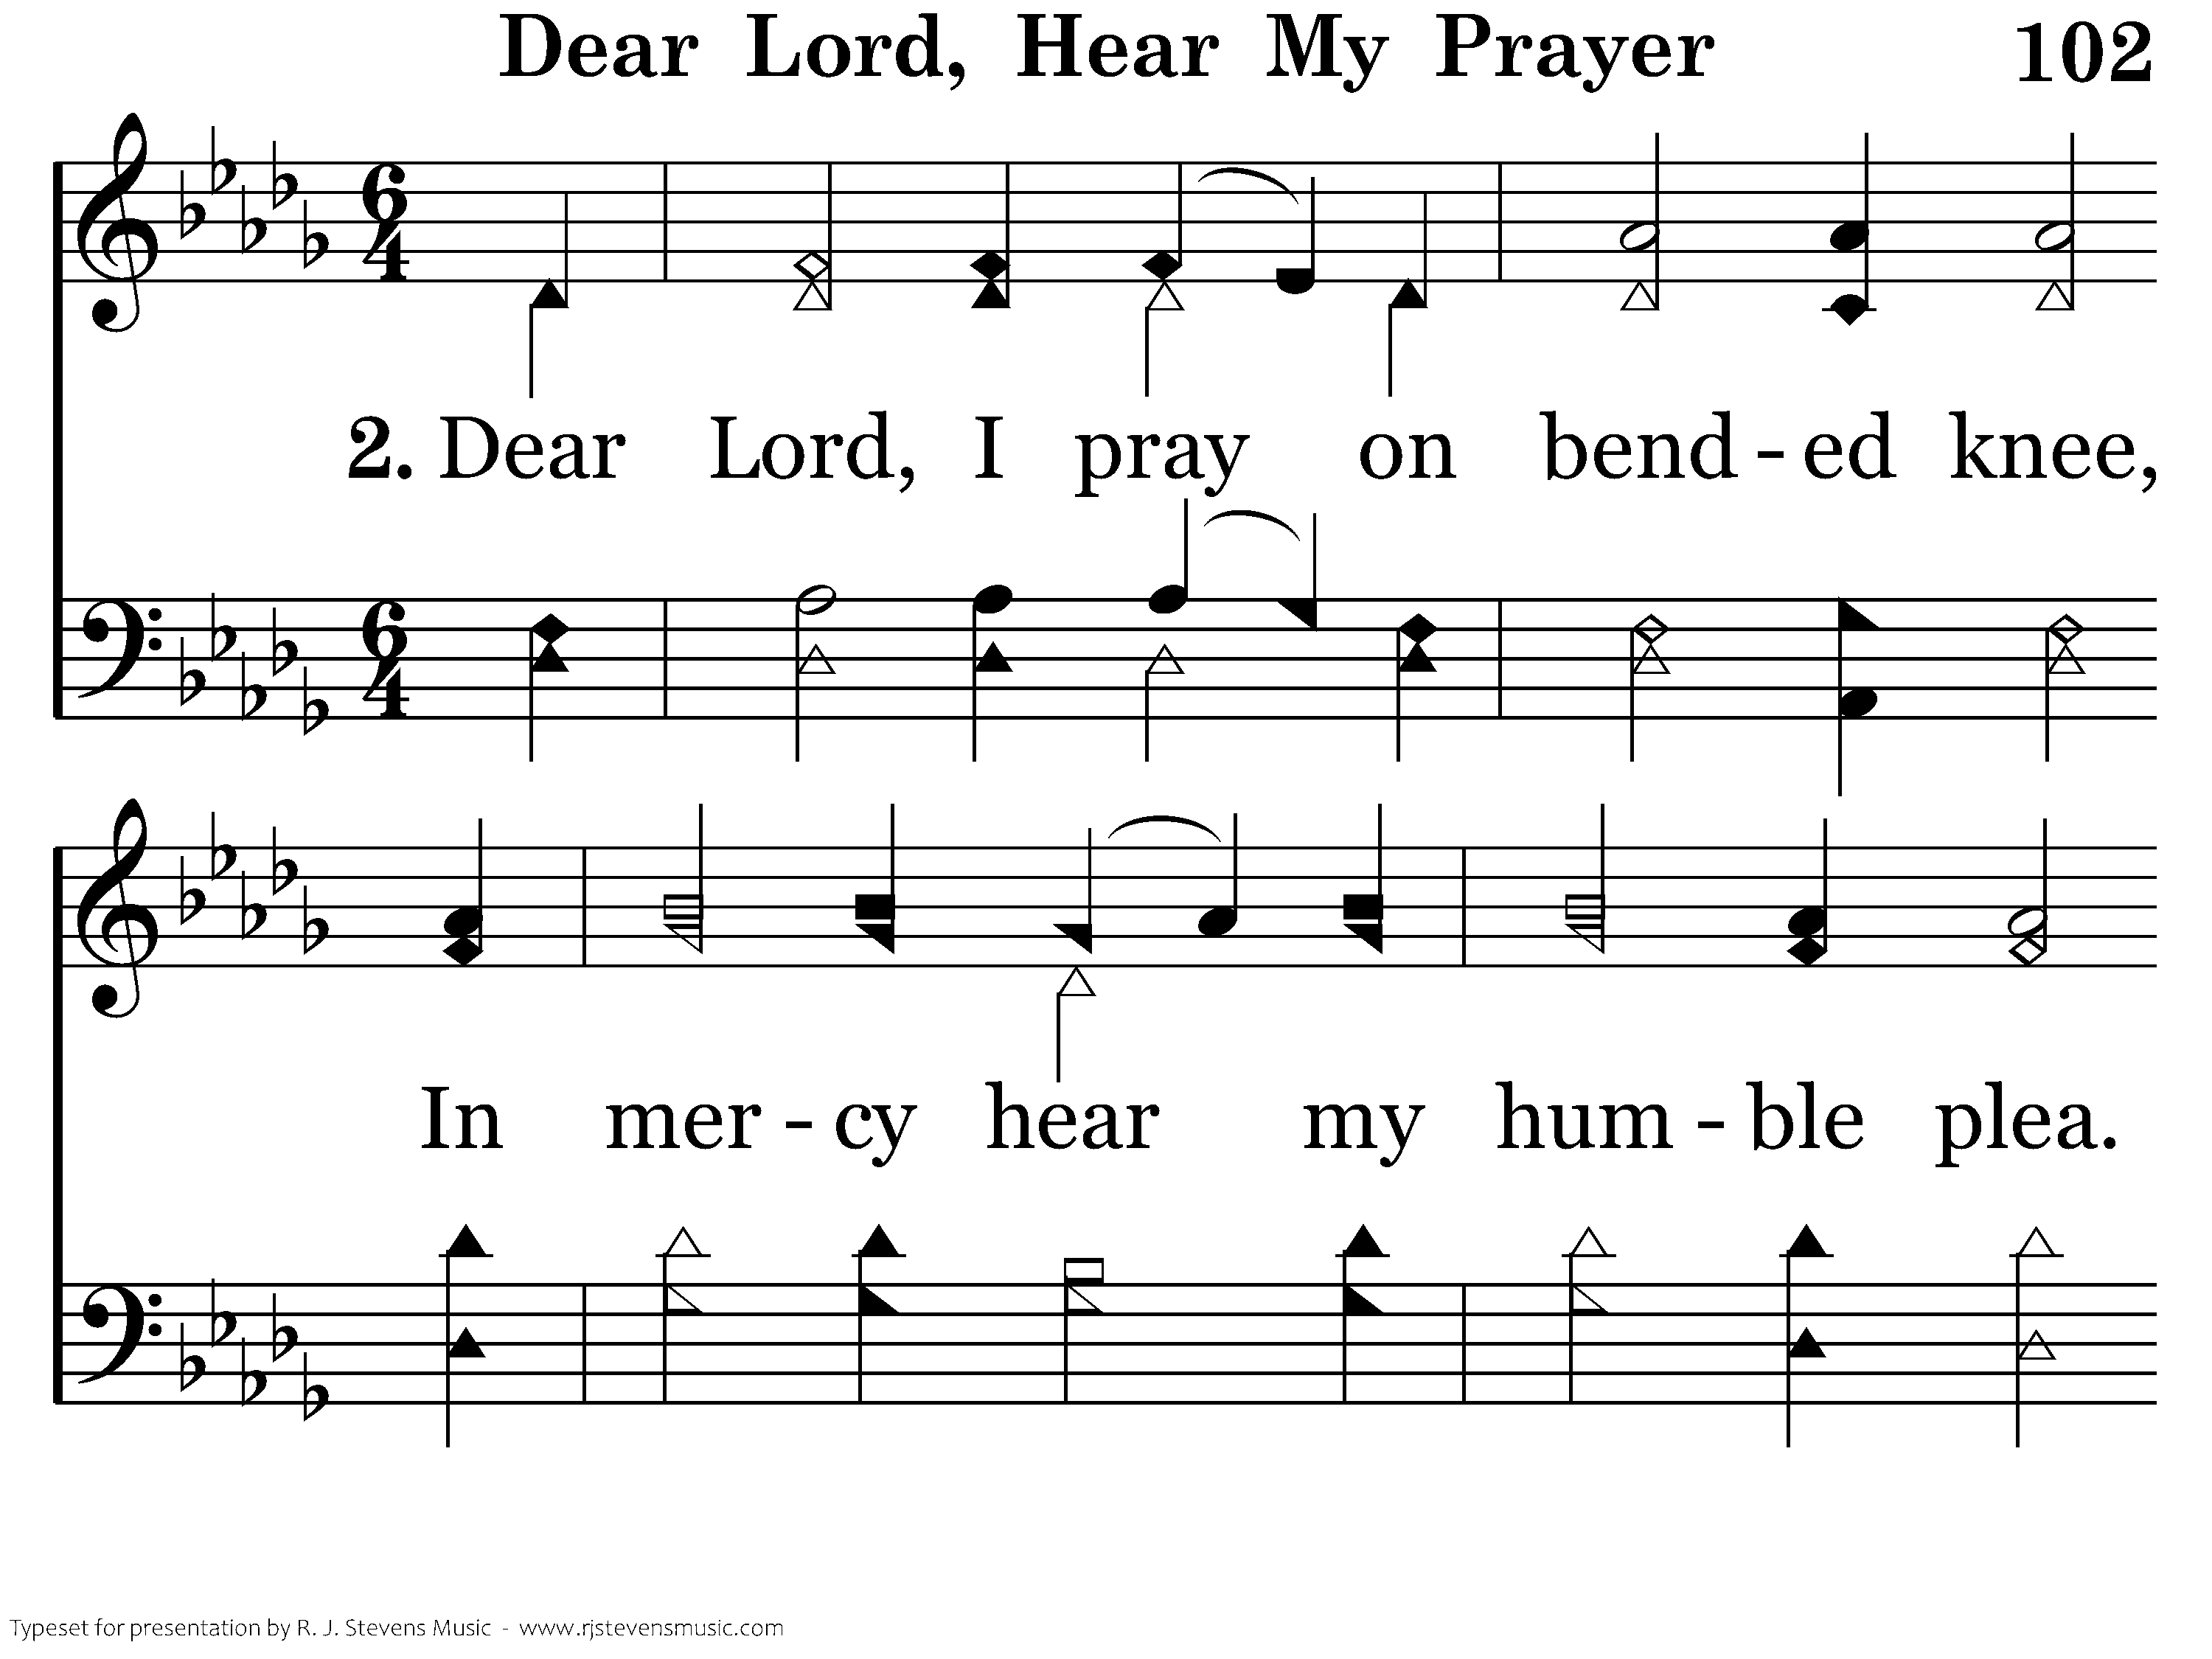 Dear Lord, Hear My Prayer 102
6 4
2. Dear Lord, I pray on bend - ed knee,
6 4
In mer - cy hear my hum - ble plea.
Typeset for presentation by R. J. Stevens Music - www.rjstevensmusic.com